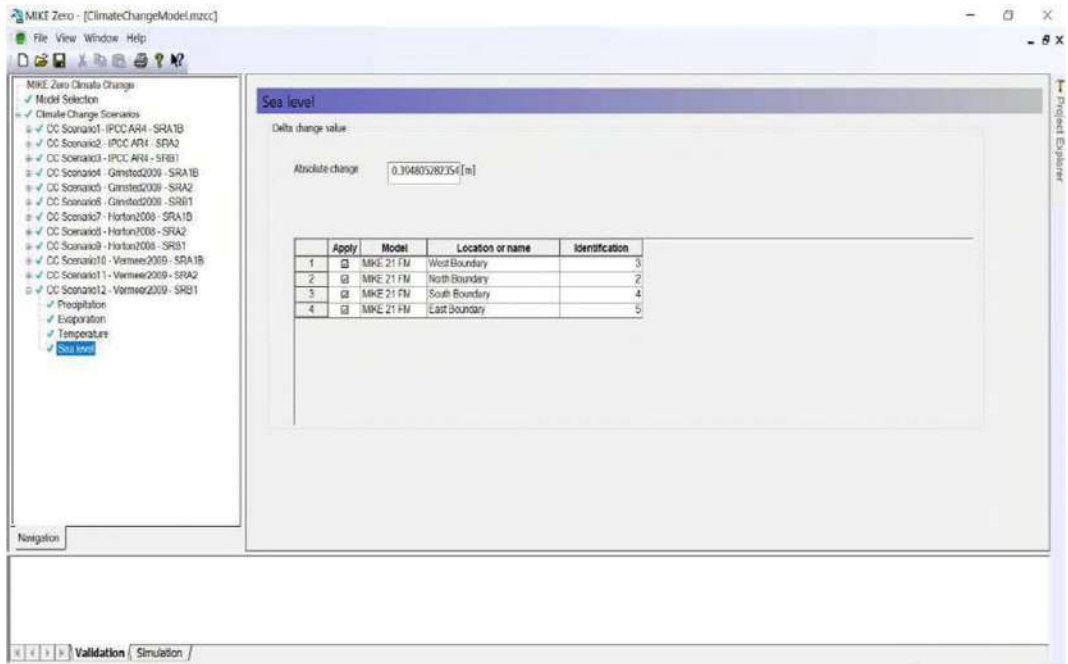 MIKE Zero - [ClimateChangeModel.mzcc]
File View Window Help
MIKE Zero Climate Change
Model Selection
Climate Change Scenarios
CC Scenario1 - IPCC AR4 - SRA1B
CC Scenario2 - IPCC AR4 - SRA2
CC Scenario3 - IPCC AR4 - SRB1
CC Scenario4 - Grinsted2009 - SRA1B
CC Scenario5 - Grinsted2009 - SRA2
CC Scenario6 - Grinsted2009 - SRB1
CC Scenario7 - Horton2008 - SRA1B
CC Scenario8 - Horton2008 - SRA2
CC Scenario9 - Horton2008 - SRB1
CC Scenario10 - Vermeer2009 - SRA1B
CC Scenario11 - Vermeer2009 - SRA2
CC Scenario12 - Vermeer2009 - SRB1
Precipitation
Evaporation
Temperature
Sea level
Navigation
Sea level
Delta change value
Absolute change 0.394805282354 [m]
Apply Model Location or name Identification
1 MIKE 21 FM West Boundary 3
2 MIKE 21 FM North Boundary 2
3 MIKE 21 FM South Boundary 4
4 MIKE 21 FM East Boundary 5
Project Explorer
Validation Simulation